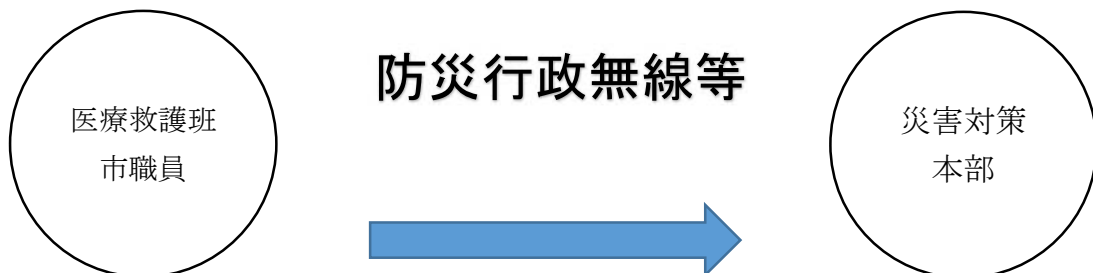 医療救護班
市職員
防災行政無線等
災害対策
本部